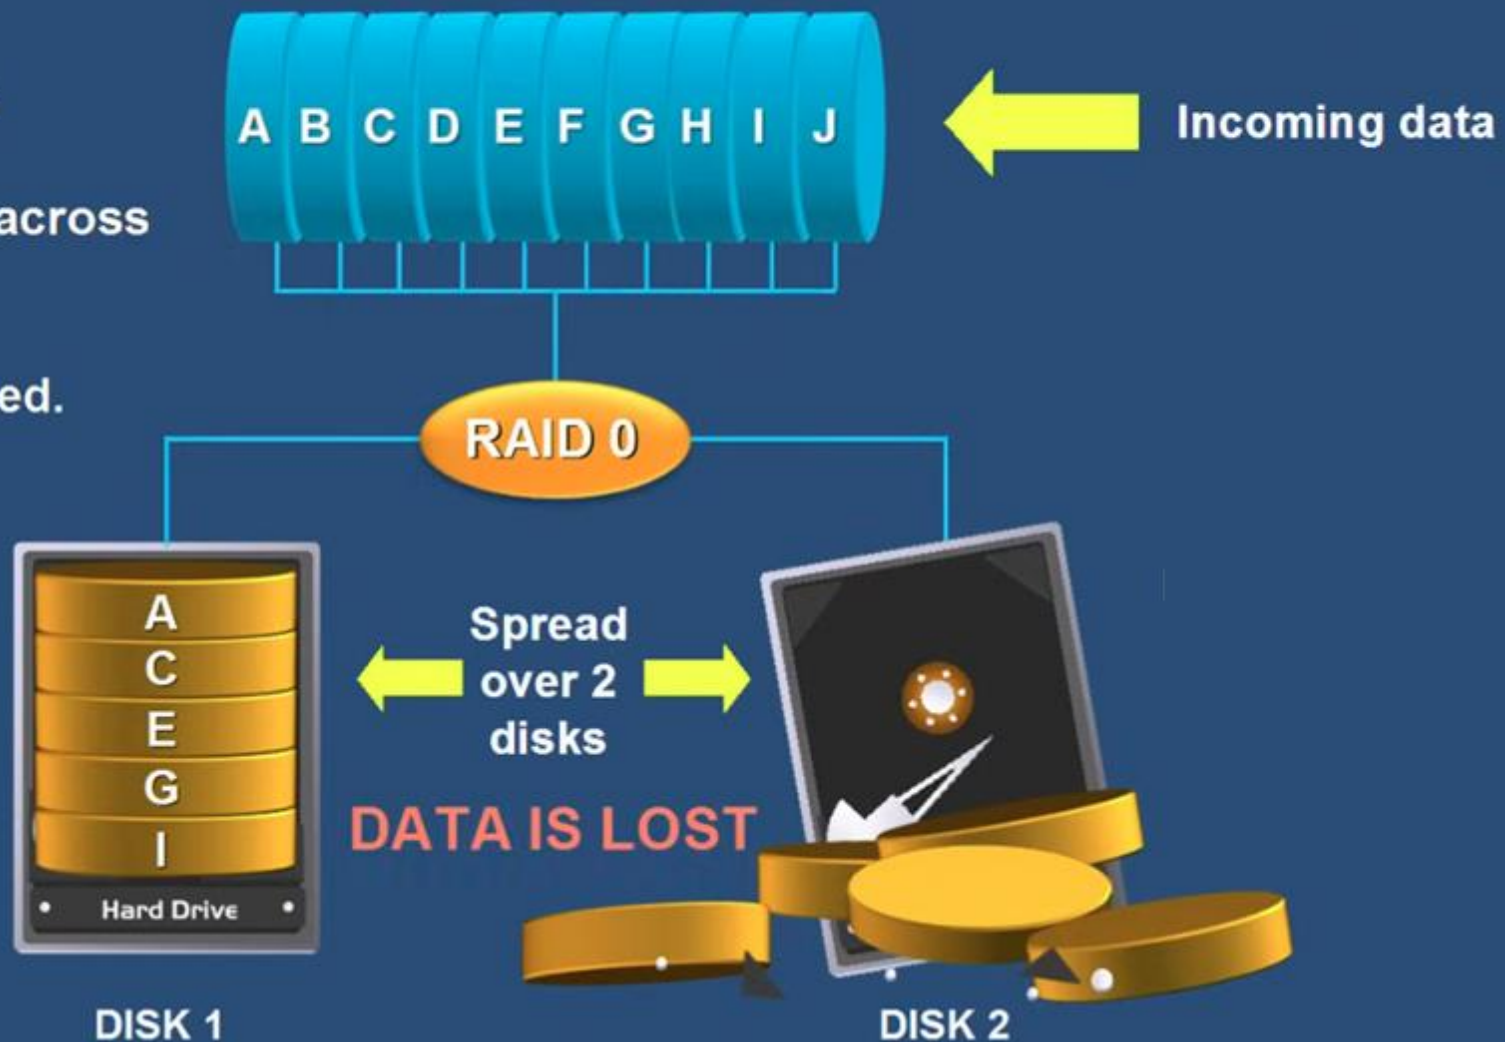 A B C D E F G H I J
Incoming data
across
ed.
RAID 0
A
C
E
G
I
Hard Drive
DISK 1
Spread
over 2
disks
DATA IS LOST
DISK 2